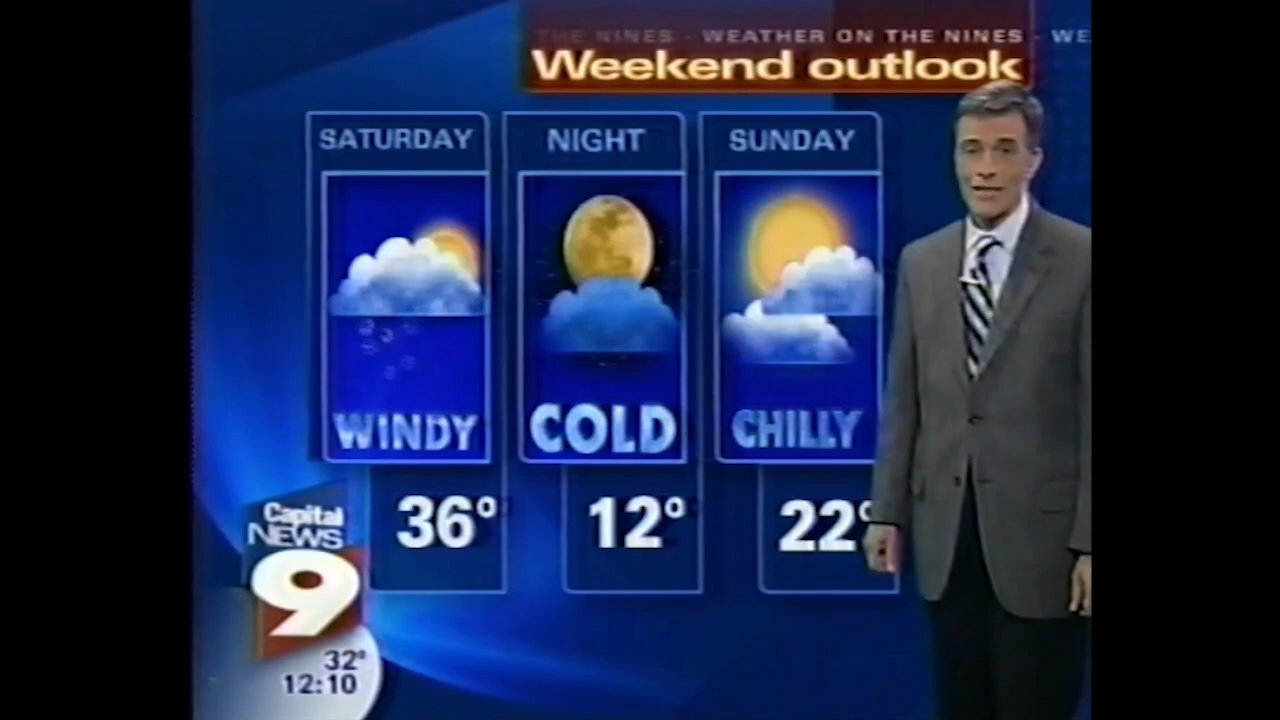 THE NINES - WEATHER ON THE NINES - WE
Weekend outlook
SATURDAY
NIGHT
SUNDAY
WINDY
COLD
CHILLY
36°
12°
22°
Capital
NEWS
9
32°
12:10